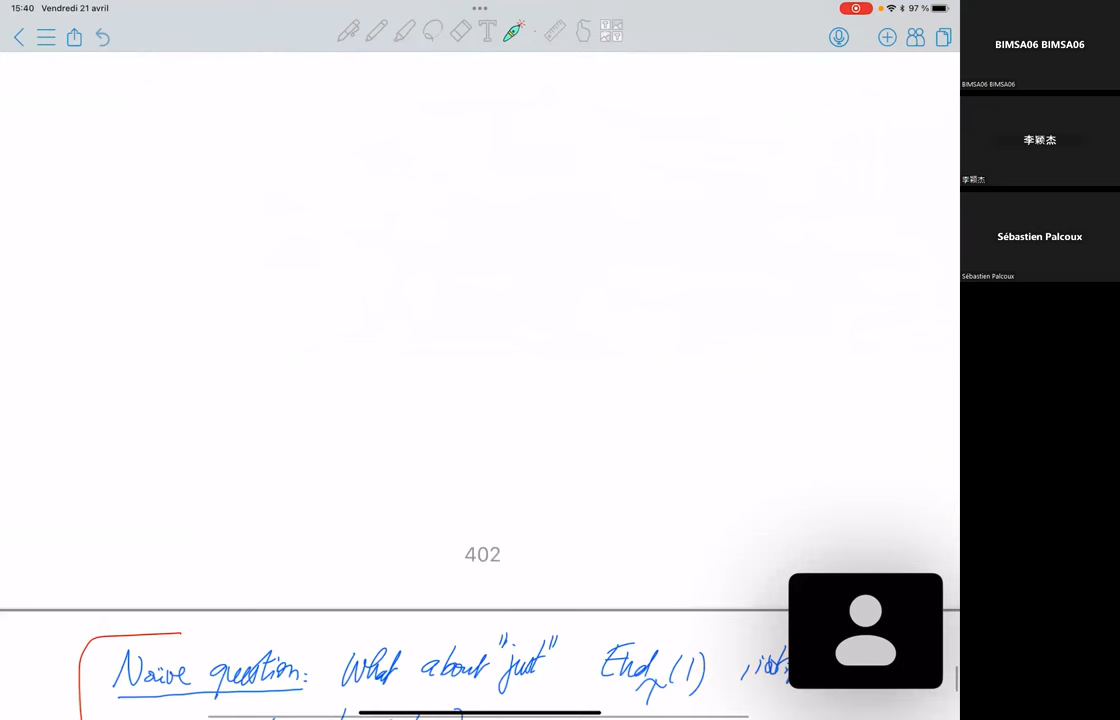 15:40 Vendredi 21 avril
97 %
T
BIMSA06 BIMSA06
BIMSA06 BIMSA06
李颖杰
李颖杰
Sébastien Palcoux
Sébastien Palcoux
402
Naïve question: What about "just" End(1) ,